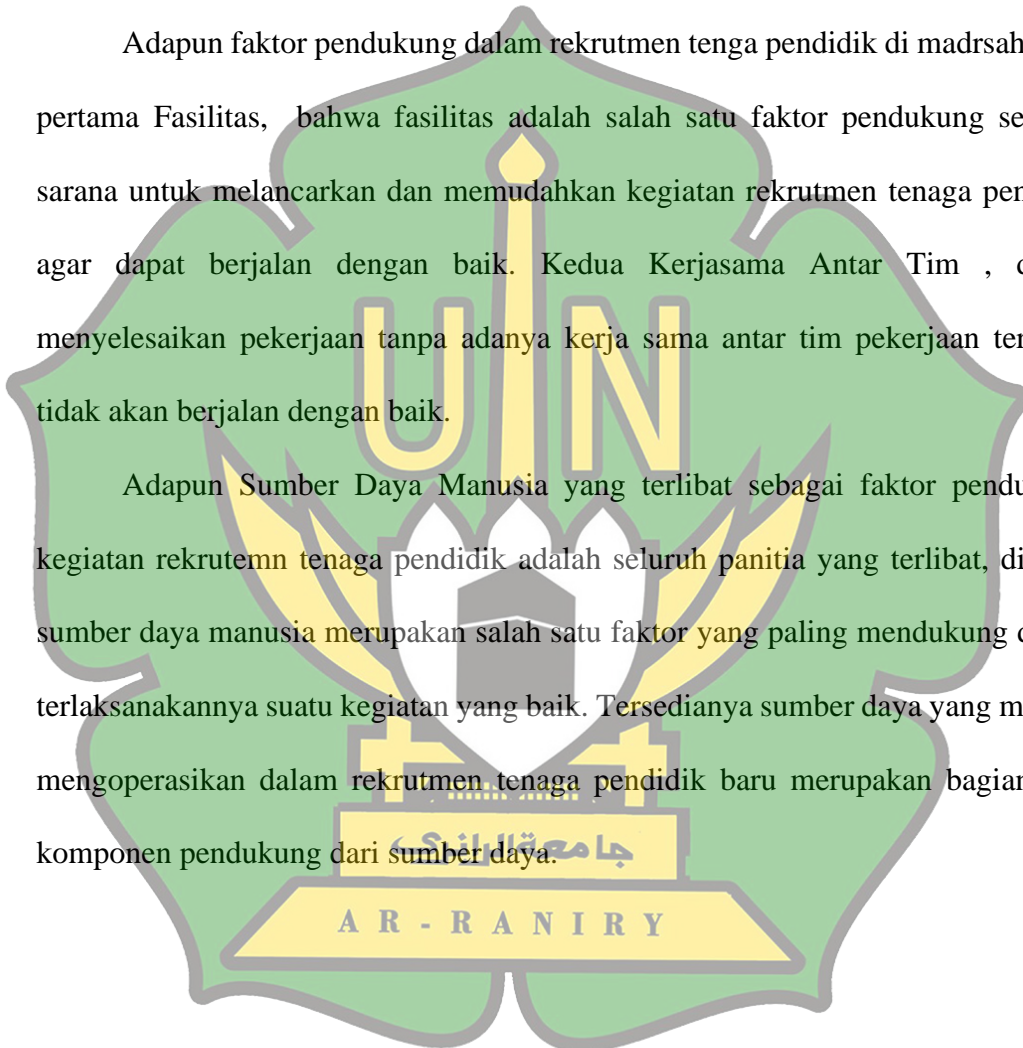 Adapun faktor pendukung dalam rekrutmen tenga pendidik di madrsah
pertama Fasilitas, bahwa fasilitas adalah salah satu faktor pendukung se
sarana untuk melancarkan dan memudahkan kegiatan rekrutmen tenaga pen
agar dapat berjalan dengan baik. Kedua Kerjasama Antar Tim , d
menyelesaikan pekerjaan tanpa adanya kerja sama antar tim pekerjaan ter
tidak akan berjalan dengan baik.
Adapun Sumber Daya Manusia yang terlibat sebagai faktor pendu
kegiatan rekrutemn tenaga pendidik adalah seluruh panitia yang terlibat, di
sumber daya manusia merupakan salah satu faktor yang paling mendukung d
terlaksanakannya suatu kegiatan yang baik. Tersedianya sumber daya yang m
mengoperasikan dalam rekrutmen tenaga pendidik baru merupakan bagian
komponen pendukung dari sumber daya.
UIN
جامعة الرانري
AR-RANIRY